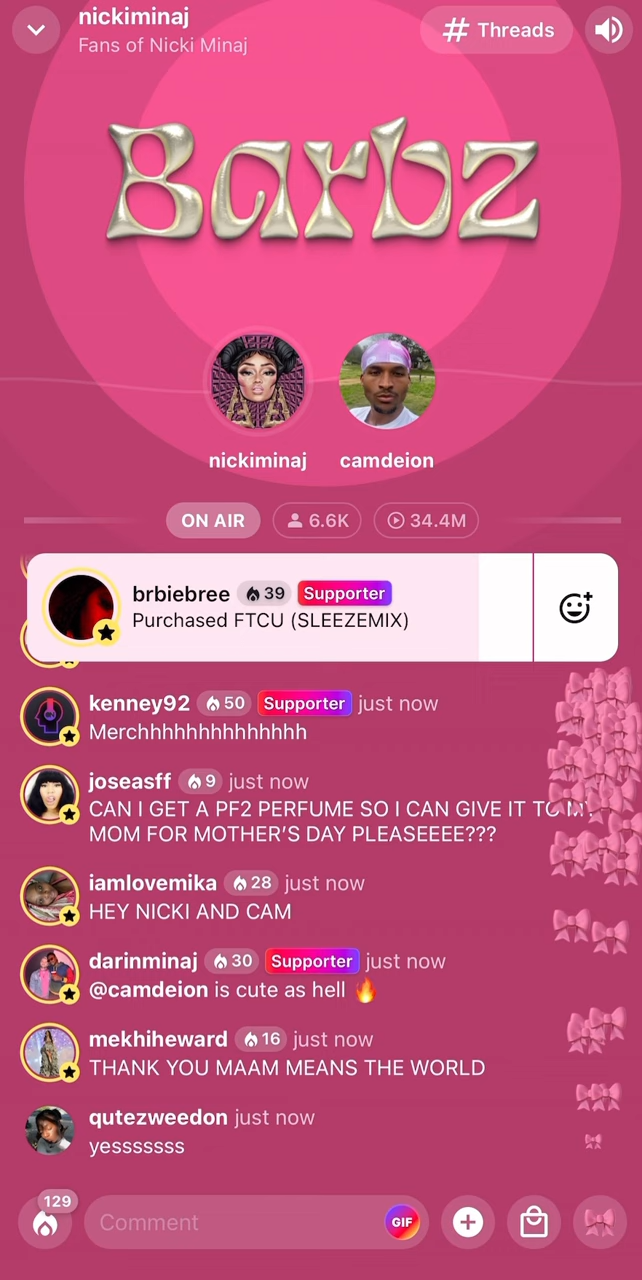 nickiminaj
Fans of Nicki Minaj
# Threads
Barbz
nickiminaj
camdeion
ON AIR
6.6K
34.4M
brbiebree 39 Supporter
Purchased FTCU (SLEEZEMIX)
kenney92 50 Supporter just now
Merchhhhhhhhhhhhhh
joseasff 9 just now
CAN I GET A PF2 PERFUME SO I CAN GIVE IT TO MY
MOM FOR MOTHER'S DAY PLEASEEEE???
iamlovemika 28 just now
HEY NICKI AND CAM
darinminaj 30 Supporter just now
@camdeion is cute as hell 🔥
mekhiheward 16 just now
THANK YOU MAAM MEANS THE WORLD
qutezweedon just now
yesssssss
129
Comment
GIF